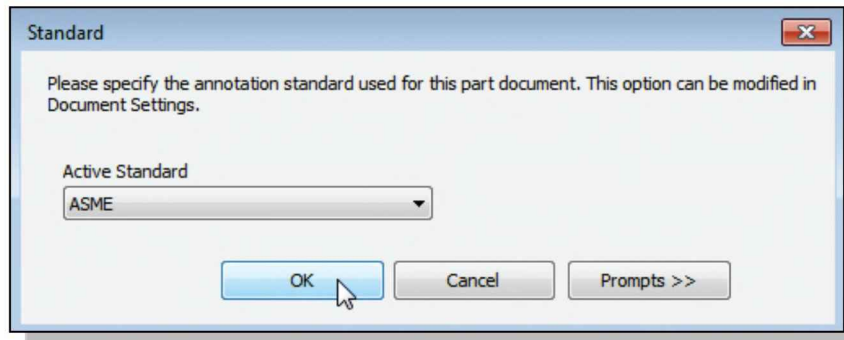 Standard
Please specify the annotation standard used for this part document. This option can be modified in
Document Settings.
Active Standard
ASME
OK Cancel Prompts >>